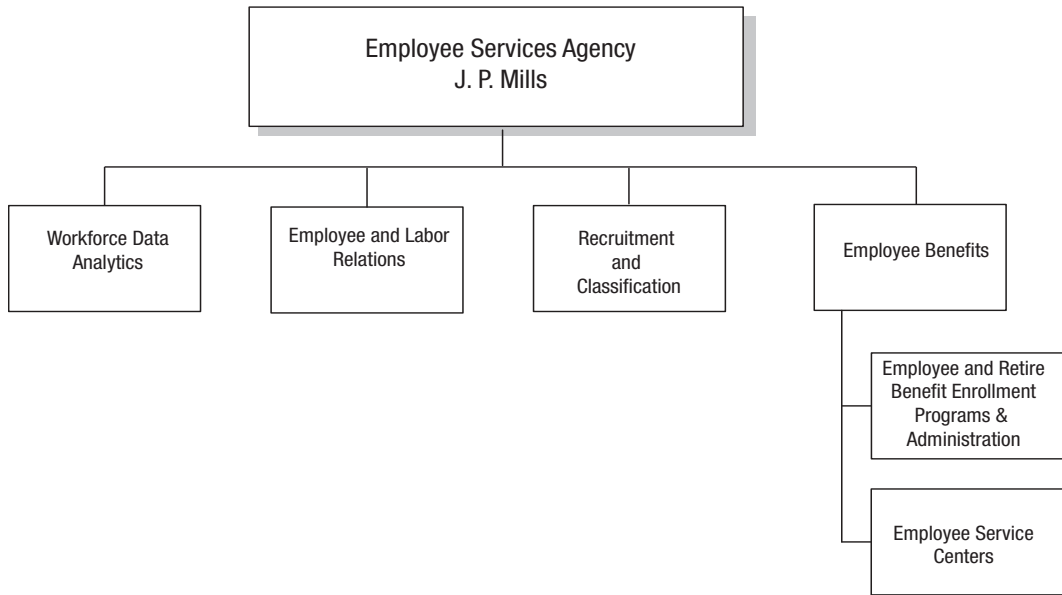 Employee Services Agency
J. P. Mills
Workforce Data
Analytics
Employee and Labor
Relations
Recruitment
and
Classification
Employee Benefits
Employee and Retire
Benefit Enrollment
Programs &
Administration
Employee Service
Centers